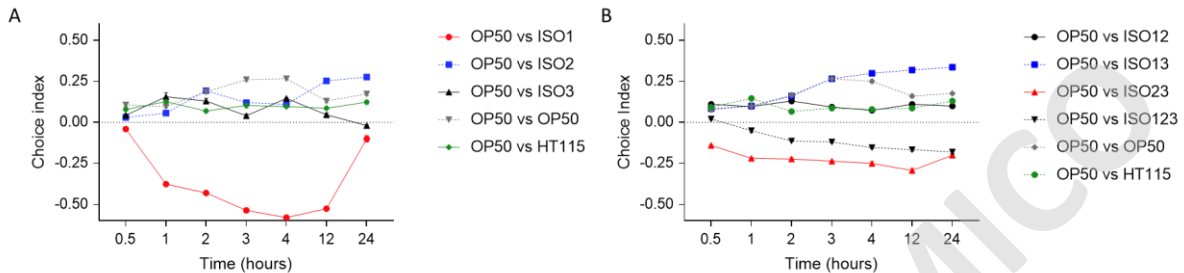 A
0.50
0.25
0.00
-0.25
-0.50
Choice Index
0.5 1 2 3 4 12 24
Time (hours)
OP50 vs ISO1
OP50 vs ISO2
OP50 vs ISO3
OP50 vs OP50
OP50 vs HT115
B
0.50
0.25
0.00
-0.25
-0.50
Choice Index
0.5 1 2 3 4 12 24
Time (hours)
OP50 vs ISO12
OP50 vs ISO13
OP50 vs ISO23
OP50 vs ISO123
OP50 vs OP50
OP50 vs HT115
MICO